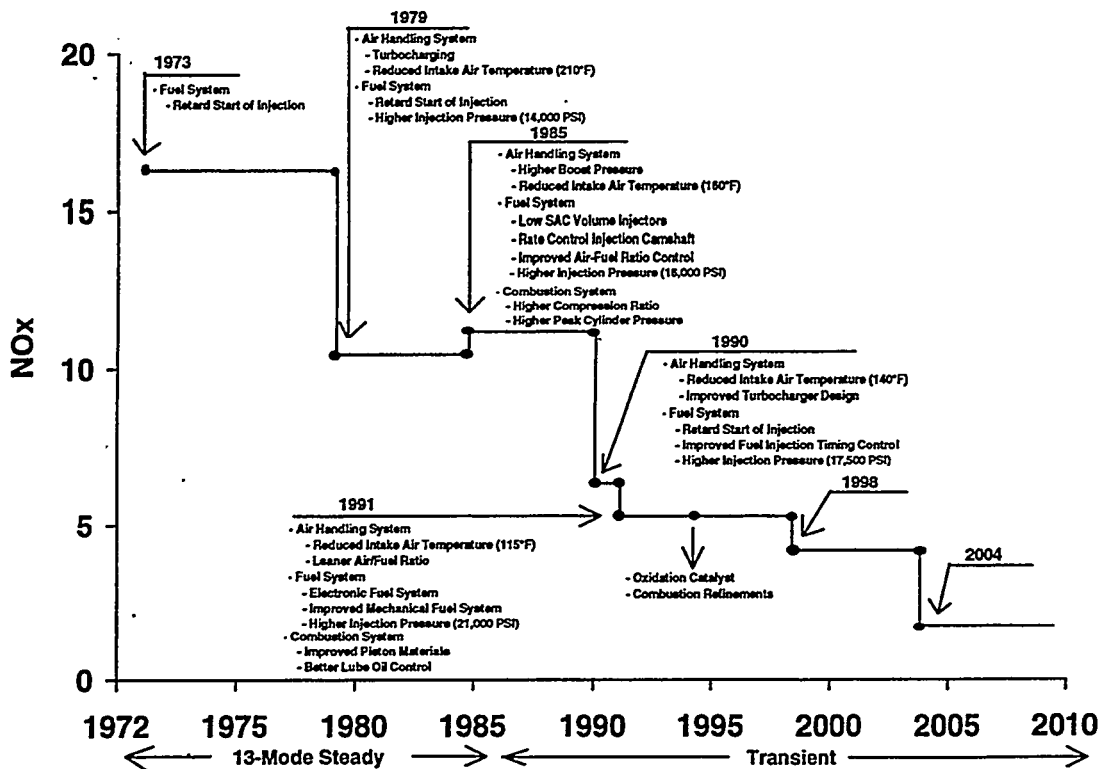 NOx
20
15
10
5
0
1973
- Fuel System
- Retard Start of Injection
1979
- Air Handling System
- Turbocharging
- Reduced Intake Air Temperature (210°F)
- Fuel System
- Retard Start of Injection
- Higher Injection Pressure (14,000 PSI)
1985
- Air Handling System
- Higher Boost Pressure
- Reduced Intake Air Temperature (160°F)
- Fuel System
- Low SAC Volume Injectors
- Rate Control Injection Camshaft
- Improved Air-Fuel Ratio Control
- Higher Injection Pressure (16,000 PSI)
- Combustion System
- Higher Compression Ratio
- Higher Peak Cylinder Pressure
1990
- Air Handling System
- Reduced Intake Air Temperature (140°F)
- Improved Turbocharger Design
- Fuel System
- Retard Start of Injection
- Improved Fuel Injection Timing Control
- Higher Injection Pressure (17,500 PSI)
1991
- Air Handling System
- Reduced Intake Air Temperature (115°F)
- Leaner Air/Fuel Ratio
- Fuel System
- Electronic Fuel System
- Improved Mechanical Fuel System
- Higher Injection Pressure (21,000 PSI)
- Combustion System
- Improved Piston Materials
- Better Lube Oil Control
- Oxidation Catalyst
- Combustion Refinements
1998
2004
1972 1975 1980 1985 1990 1995 2000 2005 2010
13-Mode Steady Transient